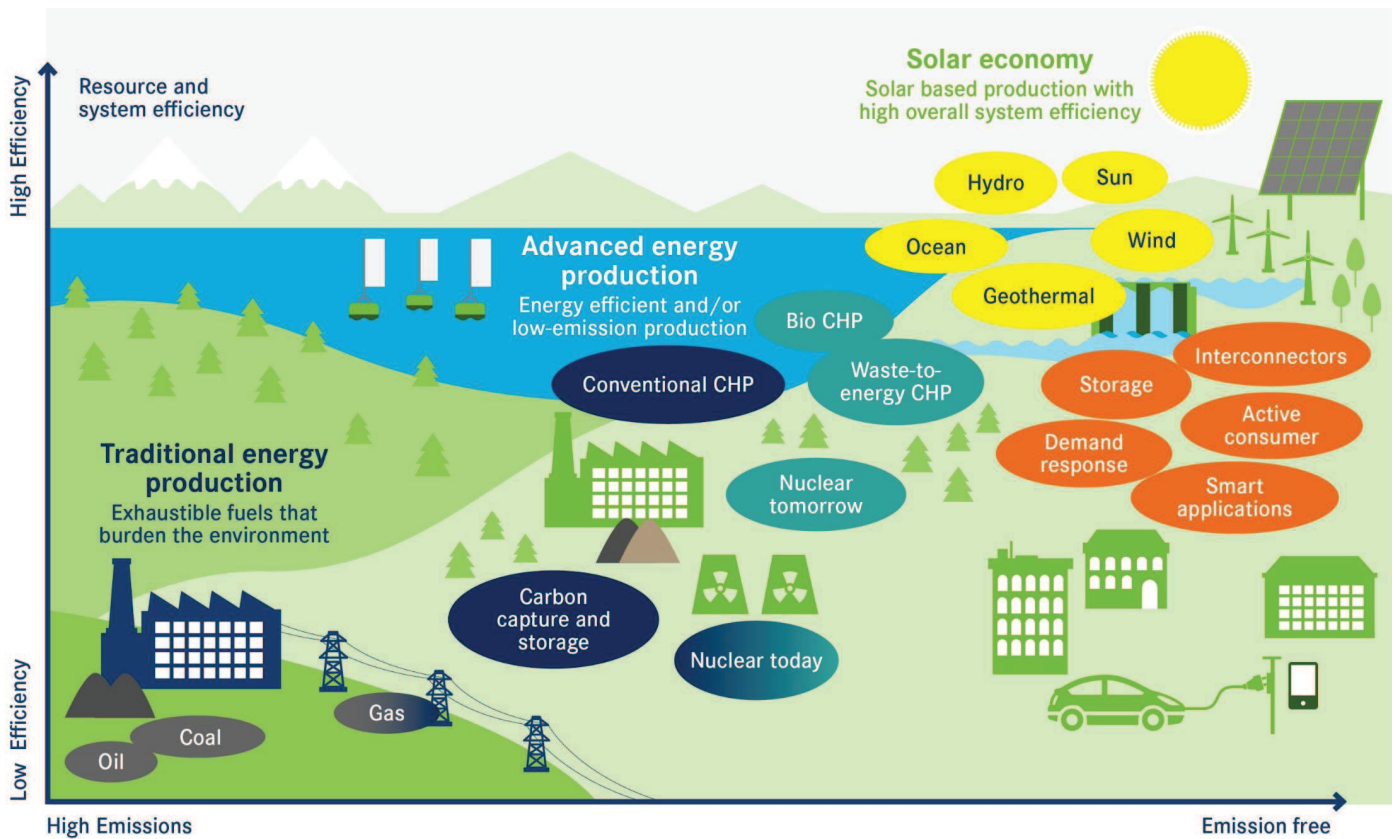 High Efficiency
Resource and
system efficiency
Solar economy
Solar based production with
high overall system efficiency
Hydro
Sun
Ocean
Wind
Geothermal
Advanced energy
production
Energy efficient and/or
low-emission production
Bio CHP
Conventional CHP
Waste-to-
energy CHP
Interconnectors
Storage
Active
consumer
Demand
response
Smart
applications
Traditional energy
production
Exhaustible fuels that
burden the environment
Nuclear
tomorrow
Carbon
capture and
storage
Nuclear today
Gas
Coal
Oil
Low Efficiency
High Emissions
Emission free